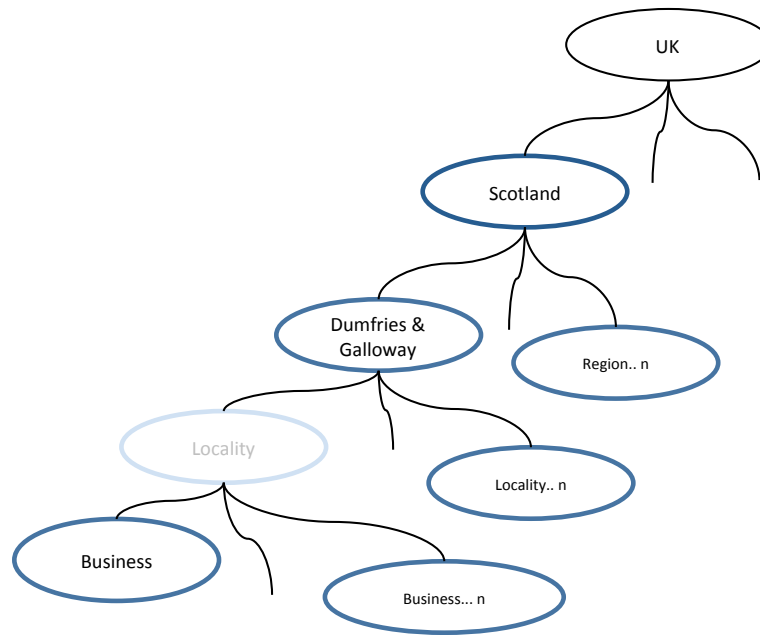 UK
Scotland
Dumfries &
Galloway
Region.. n
Locality
Locality.. n
Business
Business... n